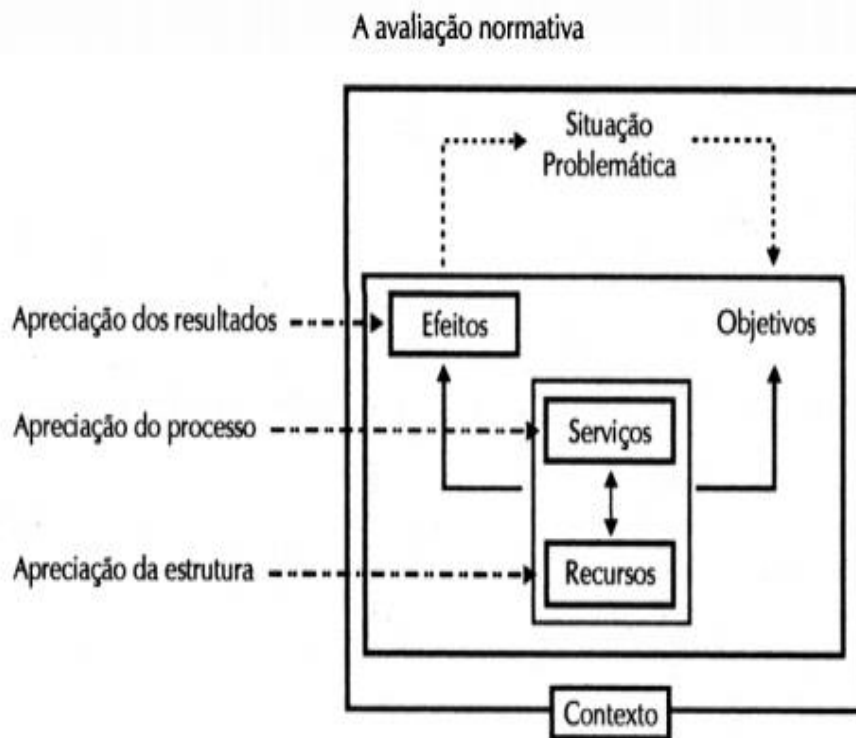 A avaliação normativa
Situação
Problemática
Apreciação dos resultados
Efeitos
Objetivos
Apreciação do processo
Serviços
Apreciação da estrutura
Recursos
Contexto